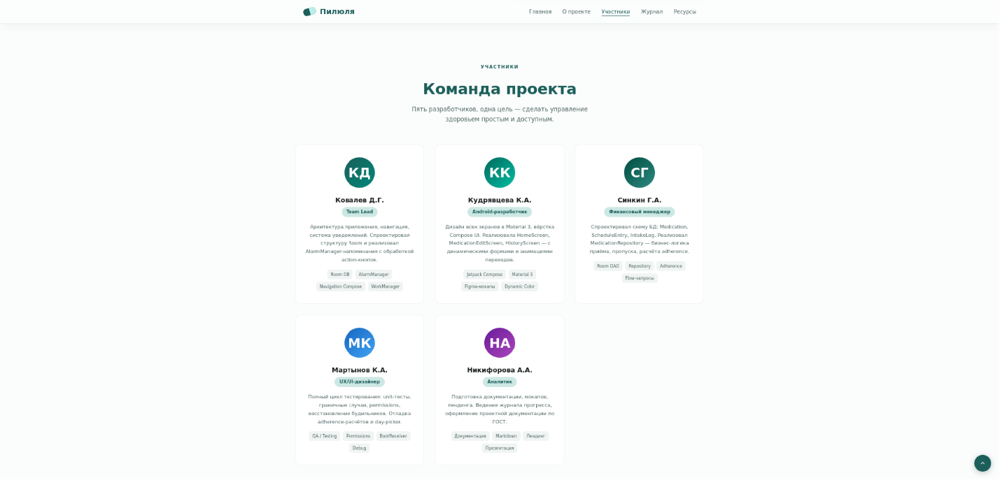 Пилюля
Главная О проекте Участники Журнал Ресурсы
УЧАСТНИКИ
Команда проекта
Пять разработчиков, одна цель — сделать управление
здоровьем простым и доступным.
КД
Ковалев Д.Г.
Team Lead
Архитектура приложения, навигация,
система уведомлений. Спроектировал
структуру Room и реализовал
AlarmManager-напоминания с обработкой
action-кнопок.
Room DB AlarmManager
Navigation Compose WorkManager
КК
Кудрявцева К.А.
Android-разработчик
Дизайн всех экранов в Material 3, вёрстка
Compose UI. Реализовала HomeScreen,
MedicationEditScreen, HistoryScreen — с
динамическими формами и анимациями
переходов.
Jetpack Compose Material 3
Figma-мокапы Dynamic Color
СГ
Синкин Г.А.
Финансовый менеджер
Спроектировал схему БД: Medication,
ScheduleEntry, IntakeLog. Реализовал
MedicationRepository — бизнес-логика
приёма, пропуска, расчёта adherence.
Room DAO Repository Adherence
Flow-запросы
МК
Мартынов К.А.
UX/UI-дизайнер
Полный цикл тестирования: unit-тесты,
граничные случаи, permissions,
восстановление будильников. Отладка
adherence-расчётов и day-picker.
QA / Testing Permissions BootReceiver
Debug
НА
Никифорова А.А.
Аналитик
Подготовка документации, мокапов,
лендинга. Ведение журнала прогресса,
оформление проектной документации по
ГОСТ.
Документация Markdown Лендинг
Презентация